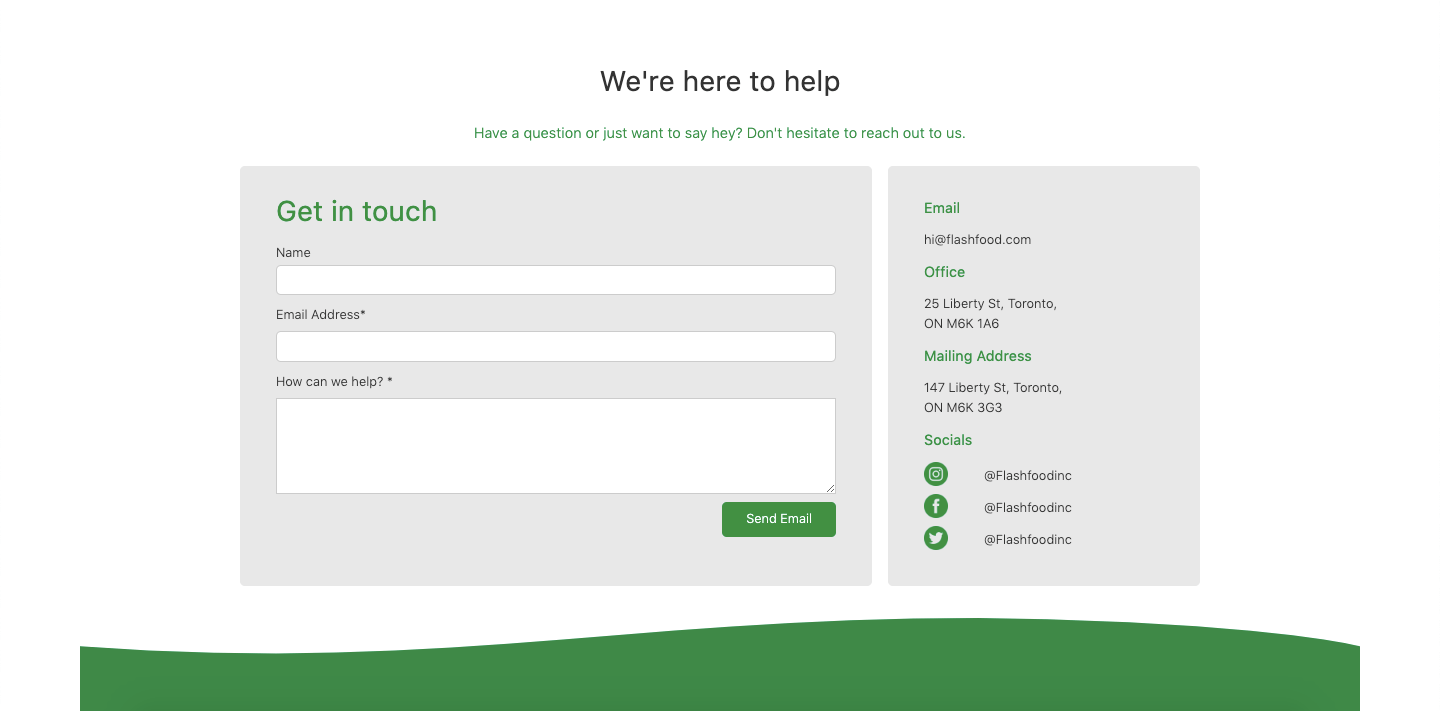 We're here to help
Have a question or just want to say hey? Don't hesitate to reach out to us.
Get in touch
Name
Email Address*
How can we help? *
Send Email
Email
hi@flashfood.com
Office
25 Liberty St, Toronto,
ON M6K 1A6
Mailing Address
147 Liberty St, Toronto,
ON M6K 3G3
Socials
@Flashfoodinc
@Flashfoodinc
@Flashfoodinc